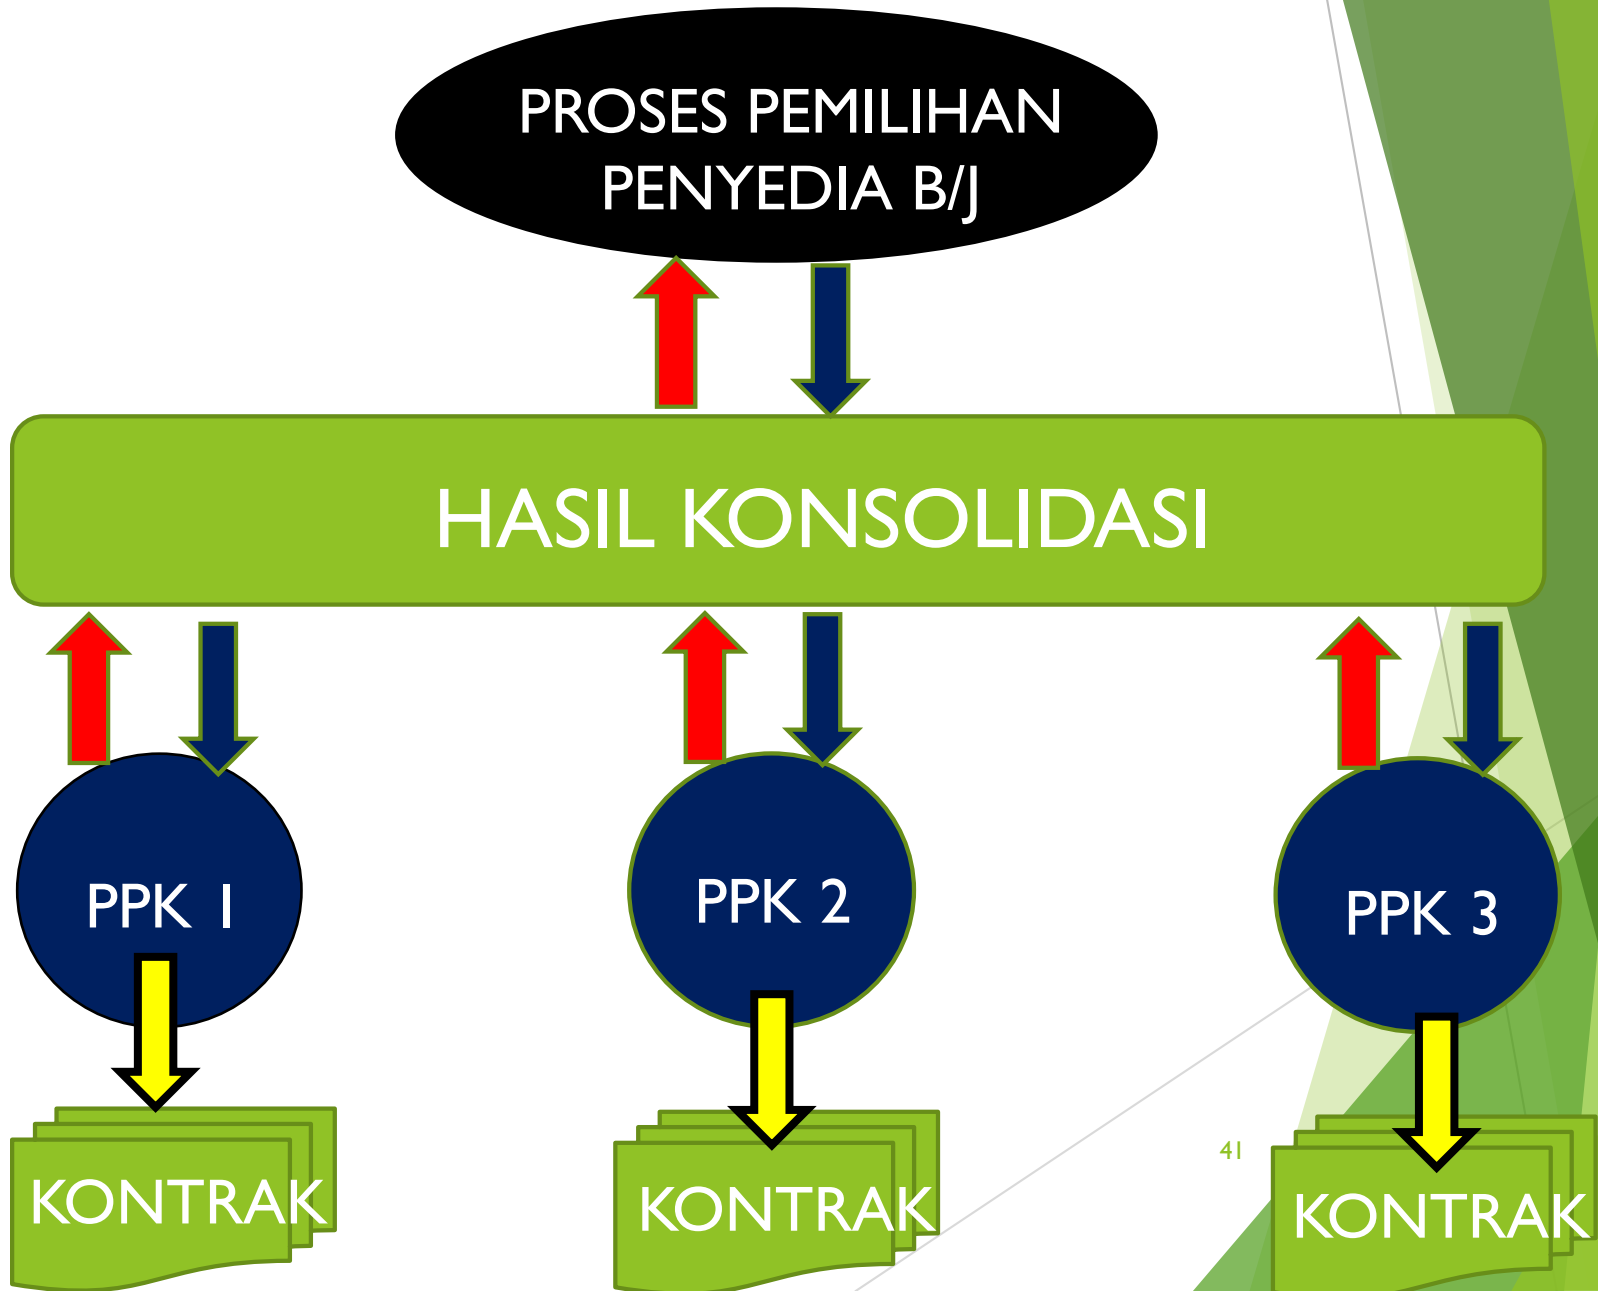 PROSES PEMILIHAN
PENYEDIA B/J
HASIL KONSOLIDASI
PPK 1
PPK 2
PPK 3
KONTRAK
KONTRAK
41
KONTRAK